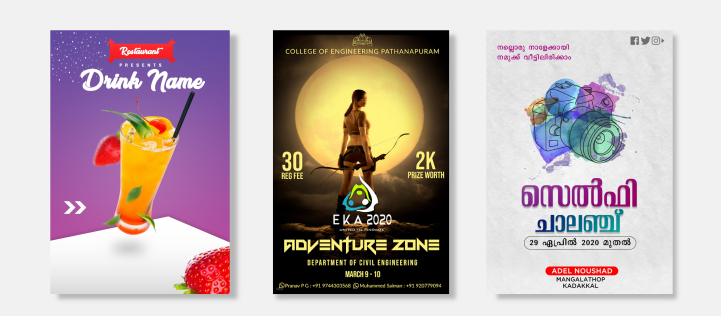 Restaurant
PRESENTS
Drink Name
COLLEGE OF ENGINEERING PATHANAPURAM
30
REG FEE
2K
PRIZE WORTH
EKA 2020
ADVENTURE ZONE
DEPARTMENT OF CIVIL ENGINEERING
MARCH 9 - 10
Pranav P G : +91 9744303568 Muhammed Salman : +91 920779094
നല്ലൊരു നാളേക്കായി
നമുക്ക് വീട്ടിലിരിക്കാം
സെൽഫി
ചാലഞ്ച്
29 ഏപ്രിൽ 2020 മുതൽ
ADEL NOUSHAD
MANGALATHOP
KADAKKAL